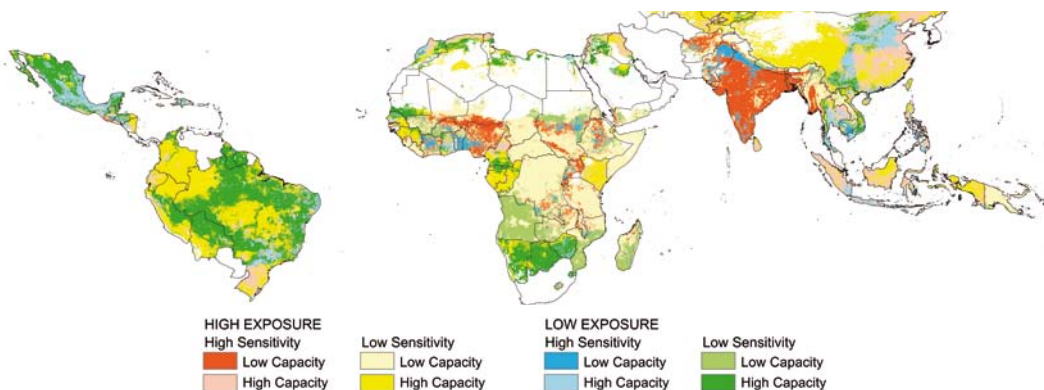 HIGH EXPOSURE LOW EXPOSURE
High Sensitivity Low Sensitivity High Sensitivity Low Sensitivity
Low Capacity Low Capacity Low Capacity Low Capacity
High Capacity High Capacity High Capacity High Capacity